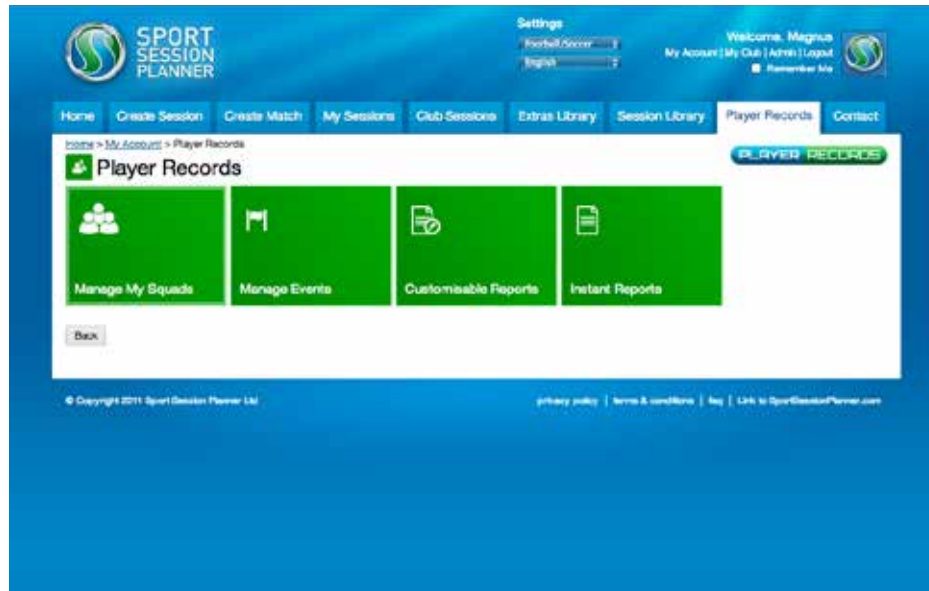 SPORT
SESSION
PLANNER
Settings
Football/Soccer
English
Welcome, Magnus
My Account | My Club | Admin | Logout
Remember Me
Home
Create Session
Create Match
My Sessions
Club Sessions
Extras Library
Session Library
Player Records
Contact
Home > My Account > Player Records
Player Records
PLAYER RECORDS
Manage My Squads
Manage Events
Customisable Reports
Instant Reports
Back
© Copyright 2011 Sport Session Planner Ltd
privacy policy | terms & conditions | faq | Link to SportSessionPlanner.com